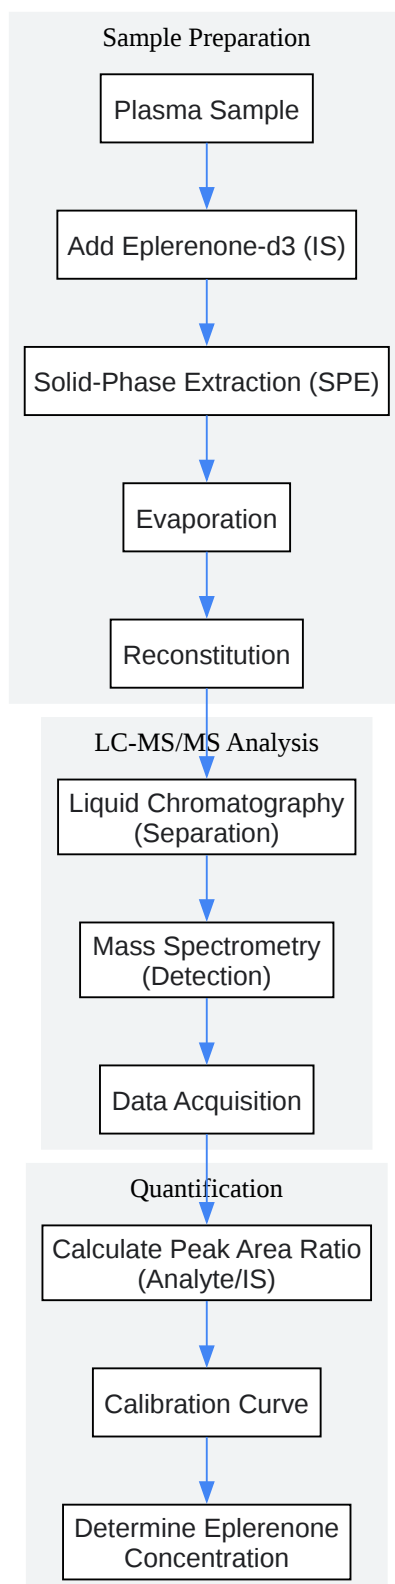 Sample Preparation
Plasma Sample
Add Eplerenone-d3 (IS)
Solid-Phase Extraction (SPE)
Evaporation
Reconstitution
LC-MS/MS Analysis
Liquid Chromatography
(Separation)
Mass Spectrometry
(Detection)
Data Acquisition
Quantification
Calculate Peak Area Ratio
(Analyte/IS)
Calibration Curve
Determine Eplerenone
Concentration